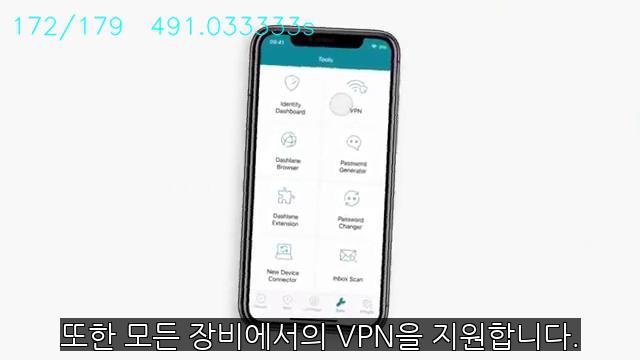 172/179 491.033333s
09:41
Tools
Identity
Dashboard
VPN
Dashlane
Browser
Password
Generator
Dashlane
Extension
Password
Changer
New Device
Connector
Inbox Scan
Tools
또한 모든 장비에서의 VPN을 지원합니다.